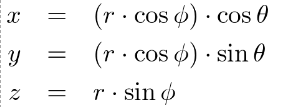 x = (r · cos ϕ) · cos θ
y = (r · cos ϕ) · sin θ
z = r · sin ϕ